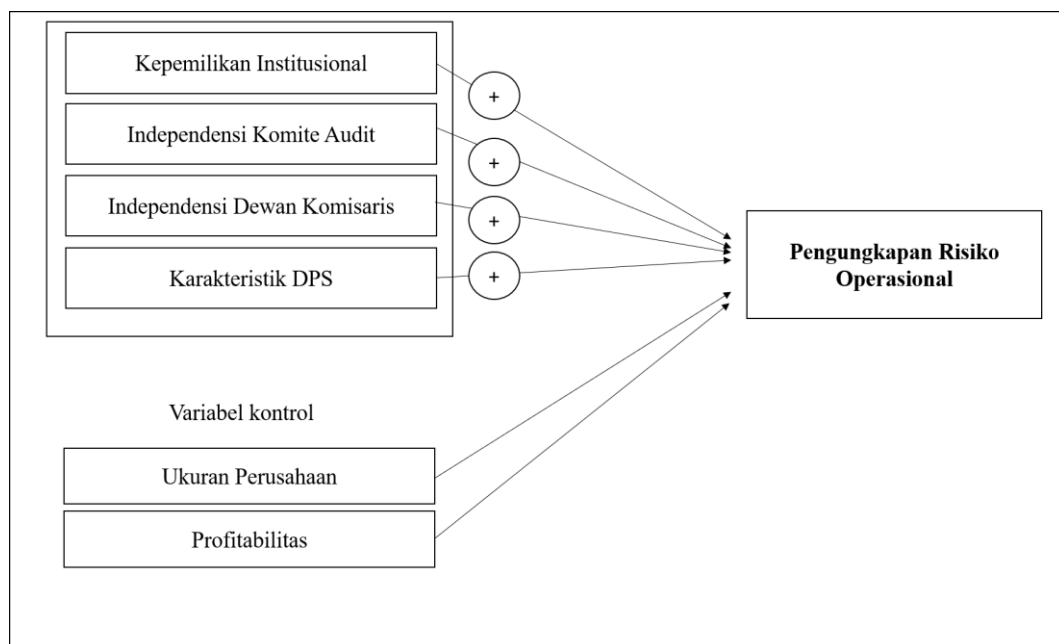 Kepemilikan Institusional
+
Independensi Komite Audit
+
Independensi Dewan Komisaris
+
Karakteristik DPS
+
Pengungkapan Risiko
Operasional
Variabel kontrol
Ukuran Perusahaan
Profitabilitas